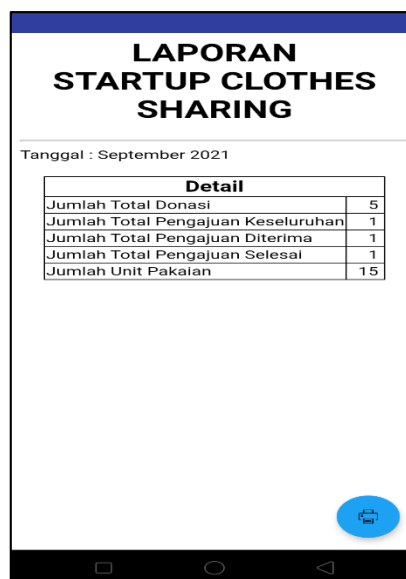 LAPORAN
STARTUP CLOTHES
SHARING
Tanggal : September 2021
Detail
Jumlah Total Donasi 5
Jumlah Total Pengajuan Keseluruhan 1
Jumlah Total Pengajuan Diterima 1
Jumlah Total Pengajuan Selesai 1
Jumlah Unit Pakaian 15